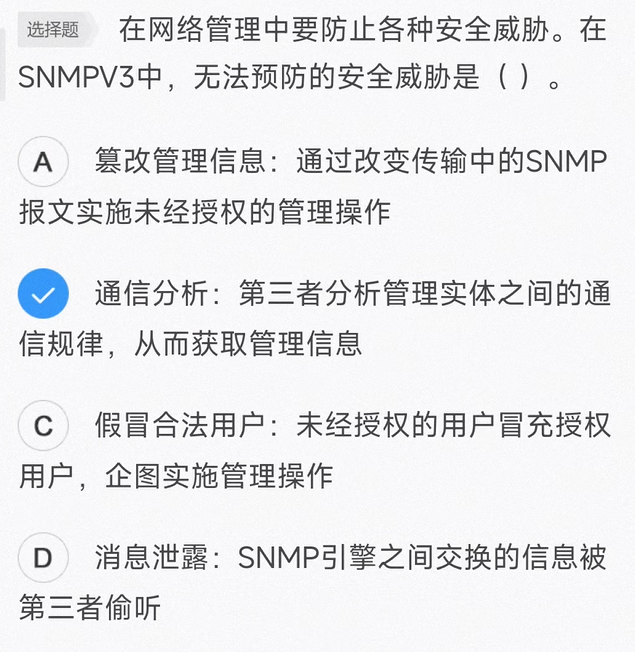 选择题 在网络管理中要防止各种安全威胁。在
SNMPV3中，无法预防的安全威胁是（ ）。
A 篡改管理信息：通过改变传输中的SNMP
报文实施未经授权的管理操作
通信分析：第三者分析管理实体之间的通
信规律，从而获取管理信息
C 假冒合法用户：未经授权的用户冒充授权
用户，企图实施管理操作
D 消息泄露：SNMP引擎之间交换的信息被
第三者偷听